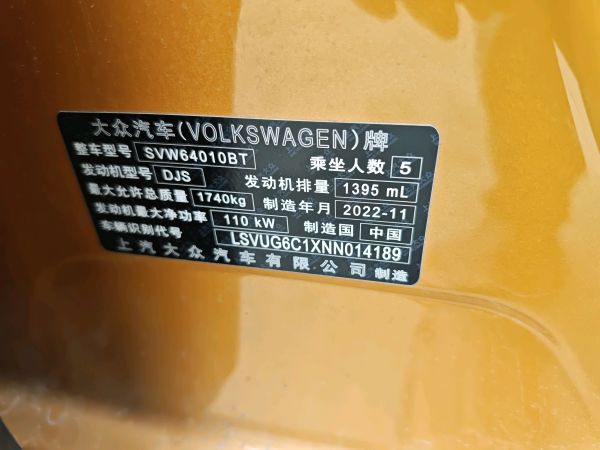 大众汽车(VOLKSWAGEN)牌
整车型号 SVW64010BT 乘坐人数 5
发动机型号 DJS 发动机排量 1395 mL
最大允许总质量 1740kg 制造年月 2022-11
发动机最大净功率 110 kW 制造国 中国
车辆识别代号 LSVUG6C1XNN014189
上汽大众汽车有限公司 制造